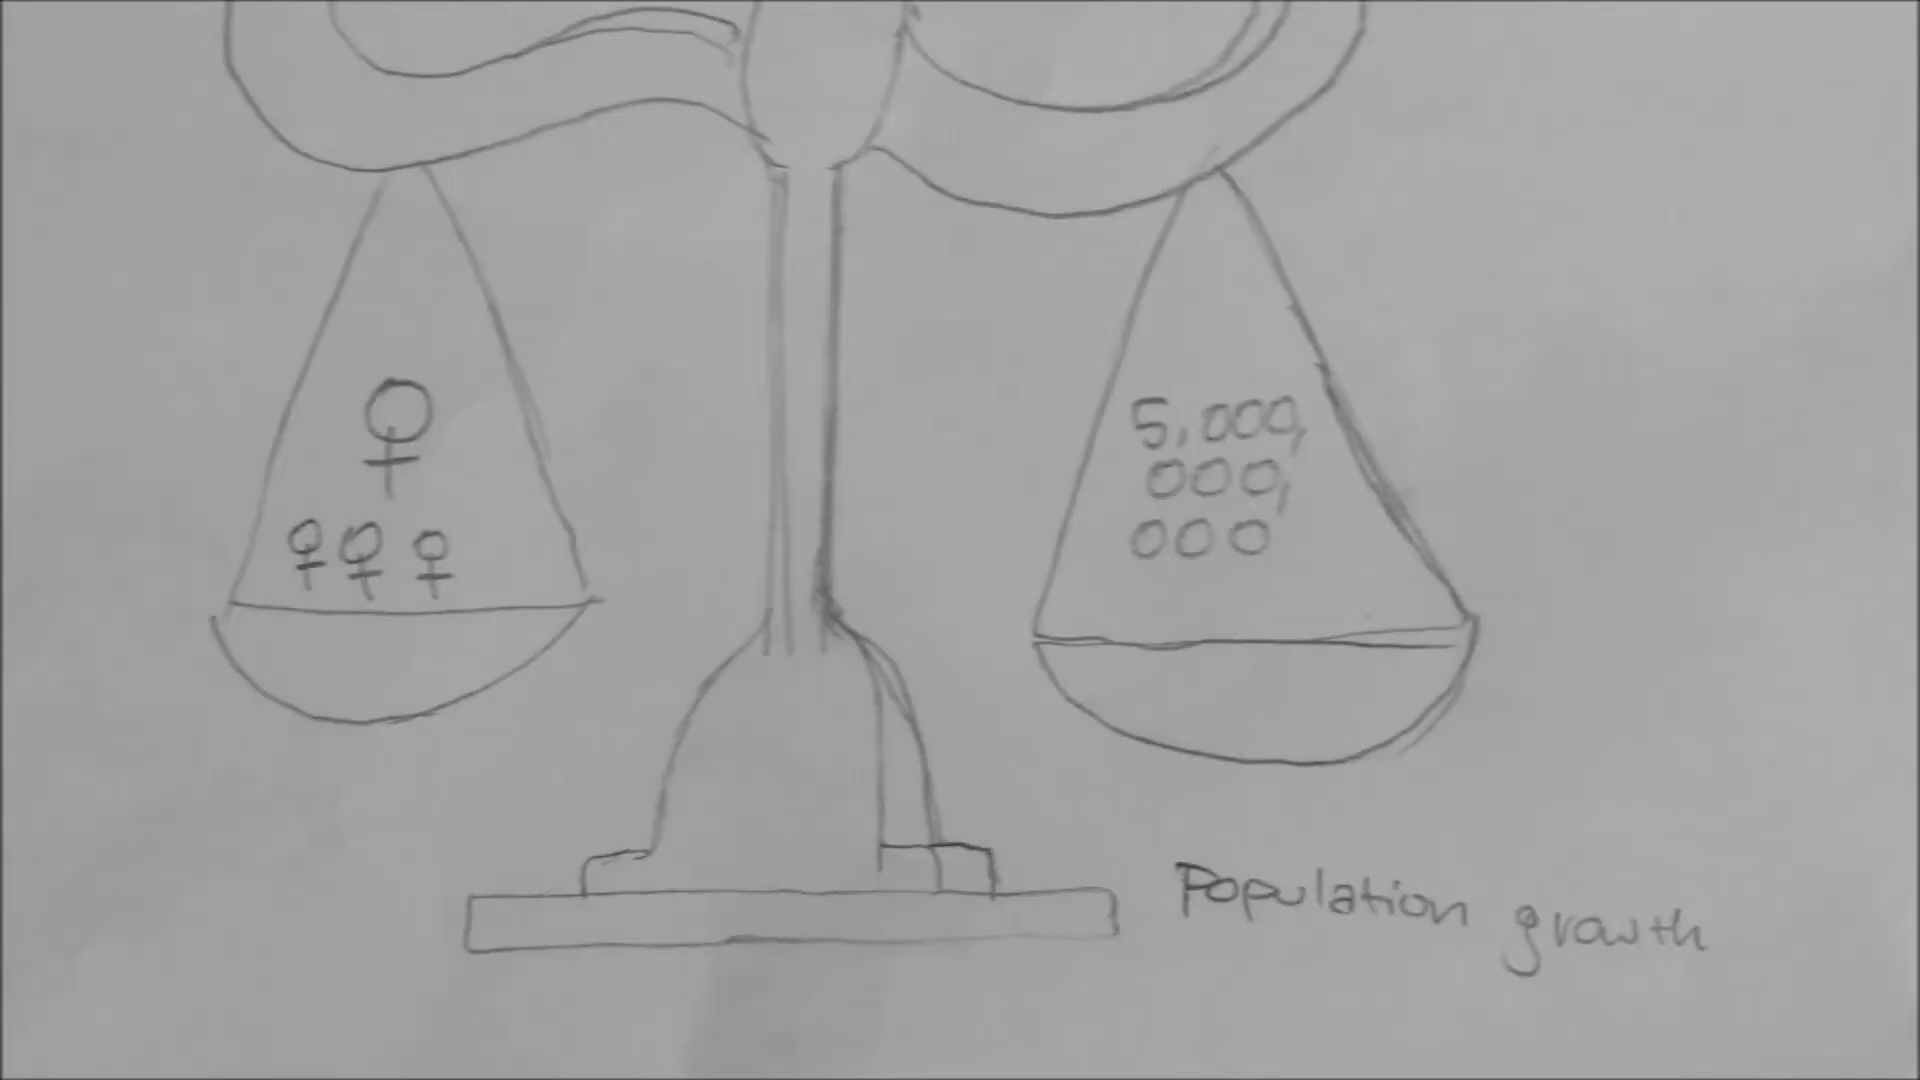 ♀
♀ ♀ ♀
5,000,
000,
000
Population growth